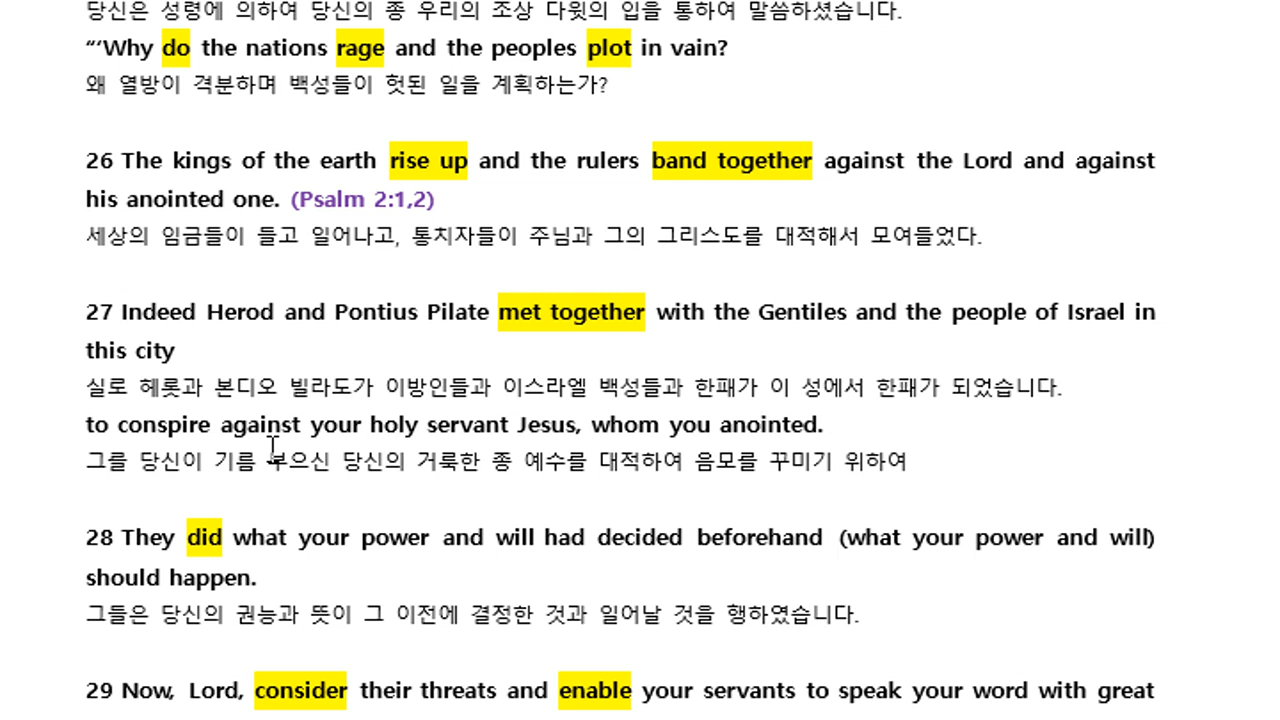 당신은 성령에 의하여 당신의 종 우리의 조상 다윗의 입을 통하여 말씀하셨습니다.
“‘Why do the nations rage and the peoples plot in vain?
왜 열방이 격분하며 백성들이 헛된 일을 계획하는가?
26 The kings of the earth rise up and the rulers band together against the Lord and against
his anointed one. (Psalm 2:1,2)
세상의 임금들이 들고 일어나고, 통치자들이 주님과 그의 그리스도를 대적해서 모여들었다.
27 Indeed Herod and Pontius Pilate met together with the Gentiles and the people of Israel in
this city
실로 헤롯과 본디오 빌라도가 이방인들과 이스라엘 백성들과 한패가 이 성에서 한패가 되었습니다.
to conspire against your holy servant Jesus, whom you anointed.
그를 당신이 기름 부으신 당신의 거룩한 종 예수를 대적하여 음모를 꾸미기 위하여
28 They did what your power and will had decided beforehand (what your power and will)
should happen.
그들은 당신의 권능과 뜻이 그 이전에 결정한 것과 일어날 것을 행하였습니다.
29 Now, Lord, consider their threats and enable your servants to speak your word with great